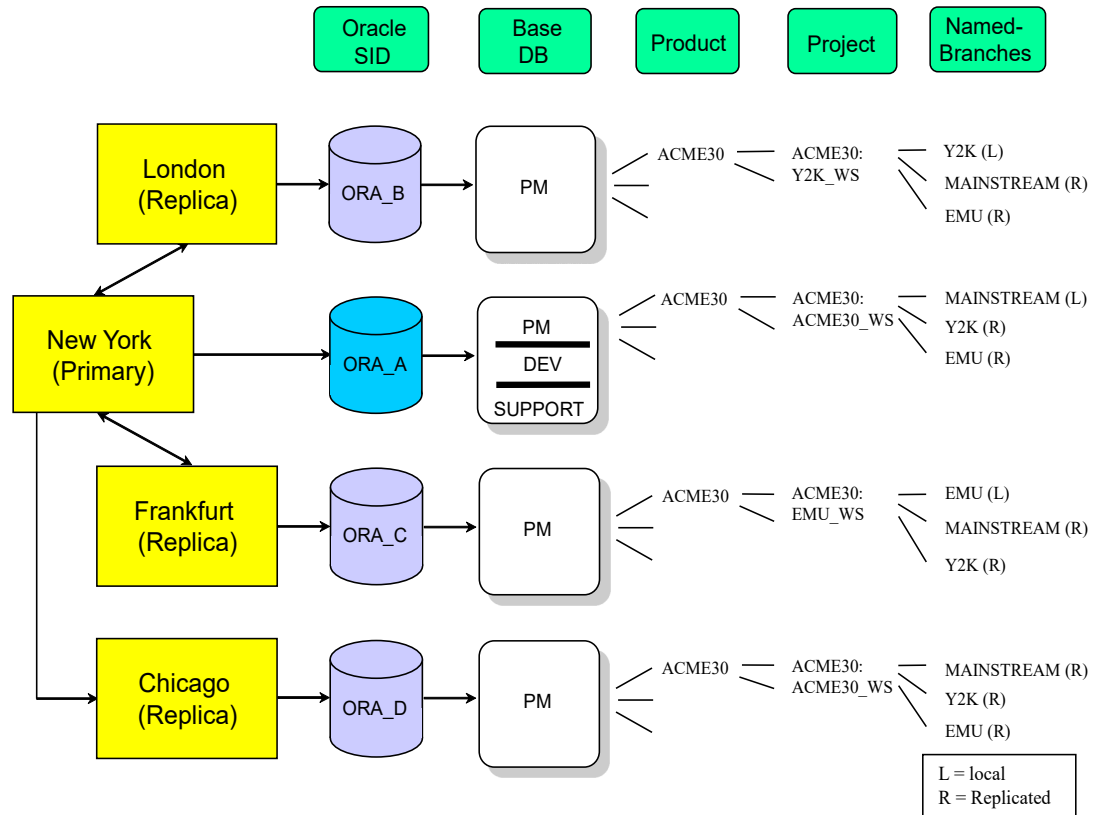 Oracle
SID
Base
DB
Product
Project
Named-
Branches
London
(Replica)
ORA_B
PM
ACME30
ACME30:
Y2K_WS
Y2K (L)
MAINSTREAM (R)
EMU (R)
New York
(Primary)
ORA_A
PM
DEV
SUPPORT
ACME30
ACME30:
ACME30_WS
MAINSTREAM (L)
Y2K (R)
EMU (R)
Frankfurt
(Replica)
ORA_C
PM
ACME30
ACME30:
EMU_WS
EMU (L)
MAINSTREAM (R)
Y2K (R)
Chicago
(Replica)
ORA_D
PM
ACME30
ACME30:
ACME30_WS
MAINSTREAM (R)
Y2K (R)
EMU (R)
L = local
R = Replicated